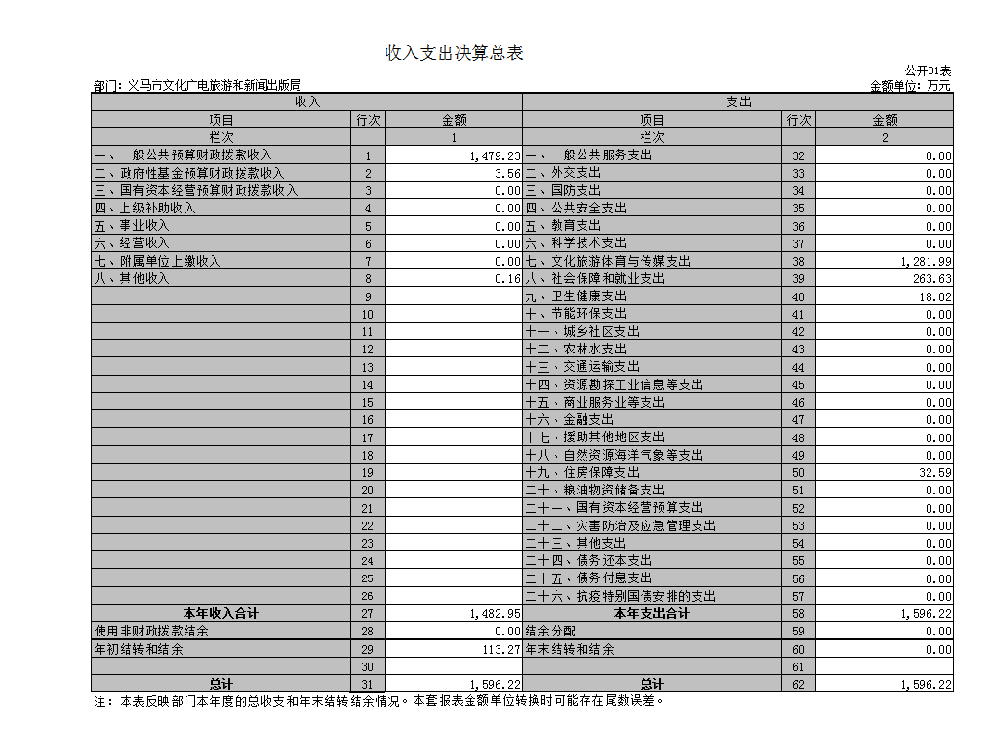 收入支出决算总表
公开01表
部门：义马市文化广电旅游和新闻出版局 金额单位：万元
收入 支出
项目 行次 金额 项目 行次 金额
栏次 1 栏次 2
一、一般公共预算财政拨款收入 1 1,479.23 一、一般公共服务支出 32 0.00
二、政府性基金预算财政拨款收入 2 3.56 二、外交支出 33 0.00
三、国有资本经营预算财政拨款收入 3 0.00 三、国防支出 34 0.00
四、上级补助收入 4 0.00 四、公共安全支出 35 0.00
五、事业收入 5 0.00 五、教育支出 36 0.00
六、经营收入 6 0.00 六、科学技术支出 37 0.00
七、附属单位上缴收入 7 0.00 七、文化旅游体育与传媒支出 38 1,281.99
八、其他收入 8 0.16 八、社会保障和就业支出 39 263.63
9 九、卫生健康支出 40 18.02
10 十、节能环保支出 41 0.00
11 十一、城乡社区支出 42 0.00
12 十二、农林水支出 43 0.00
13 十三、交通运输支出 44 0.00
14 十四、资源勘探工业信息等支出 45 0.00
15 十五、商业服务业等支出 46 0.00
16 十六、金融支出 47 0.00
17 十七、援助其他地区支出 48 0.00
18 十八、自然资源海洋气象等支出 49 0.00
19 十九、住房保障支出 50 32.59
20 二十、粮油物资储备支出 51 0.00
21 二十一、国有资本经营预算支出 52 0.00
22 二十二、灾害防治及应急管理支出 53 0.00
23 二十三、其他支出 54 0.00
24 二十四、债务还本支出 55 0.00
25 二十五、债务付息支出 56 0.00
26 二十六、抗疫特别国债安排的支出 57 0.00
本年收入合计 27 1,482.95 本年支出合计 58 1,596.22
使用非财政拨款结余 28 0.00 结余分配 59 0.00
年初结转和结余 29 113.27 年末结转和结余 60 0.00
30 61
总计 31 1,596.22 总计 62 1,596.22
注：本表反映部门本年度的总收支和年末结转结余情况。本套报表金额单位转换时可能存在尾数误差。